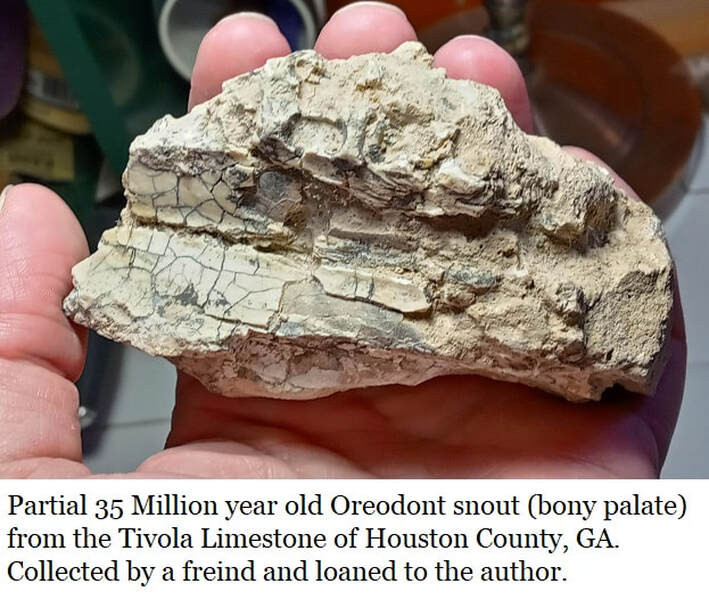 Partial 35 Million year old Oreodont snout (bony palate)
from the Tivola Limestone of Houston County, GA.
Collected by a freind and loaned to the author.